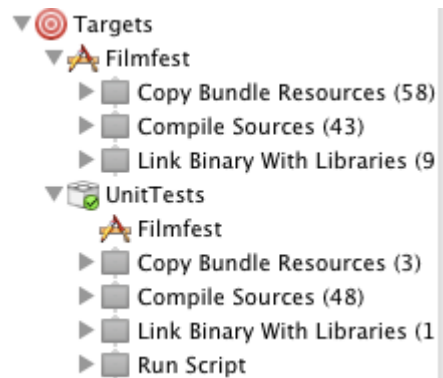 Targets
Filmfest
Copy Bundle Resources (58)
Compile Sources (43)
Link Binary With Libraries (9
UnitTests
Filmfest
Copy Bundle Resources (3)
Compile Sources (48)
Link Binary With Libraries (1
Run Script